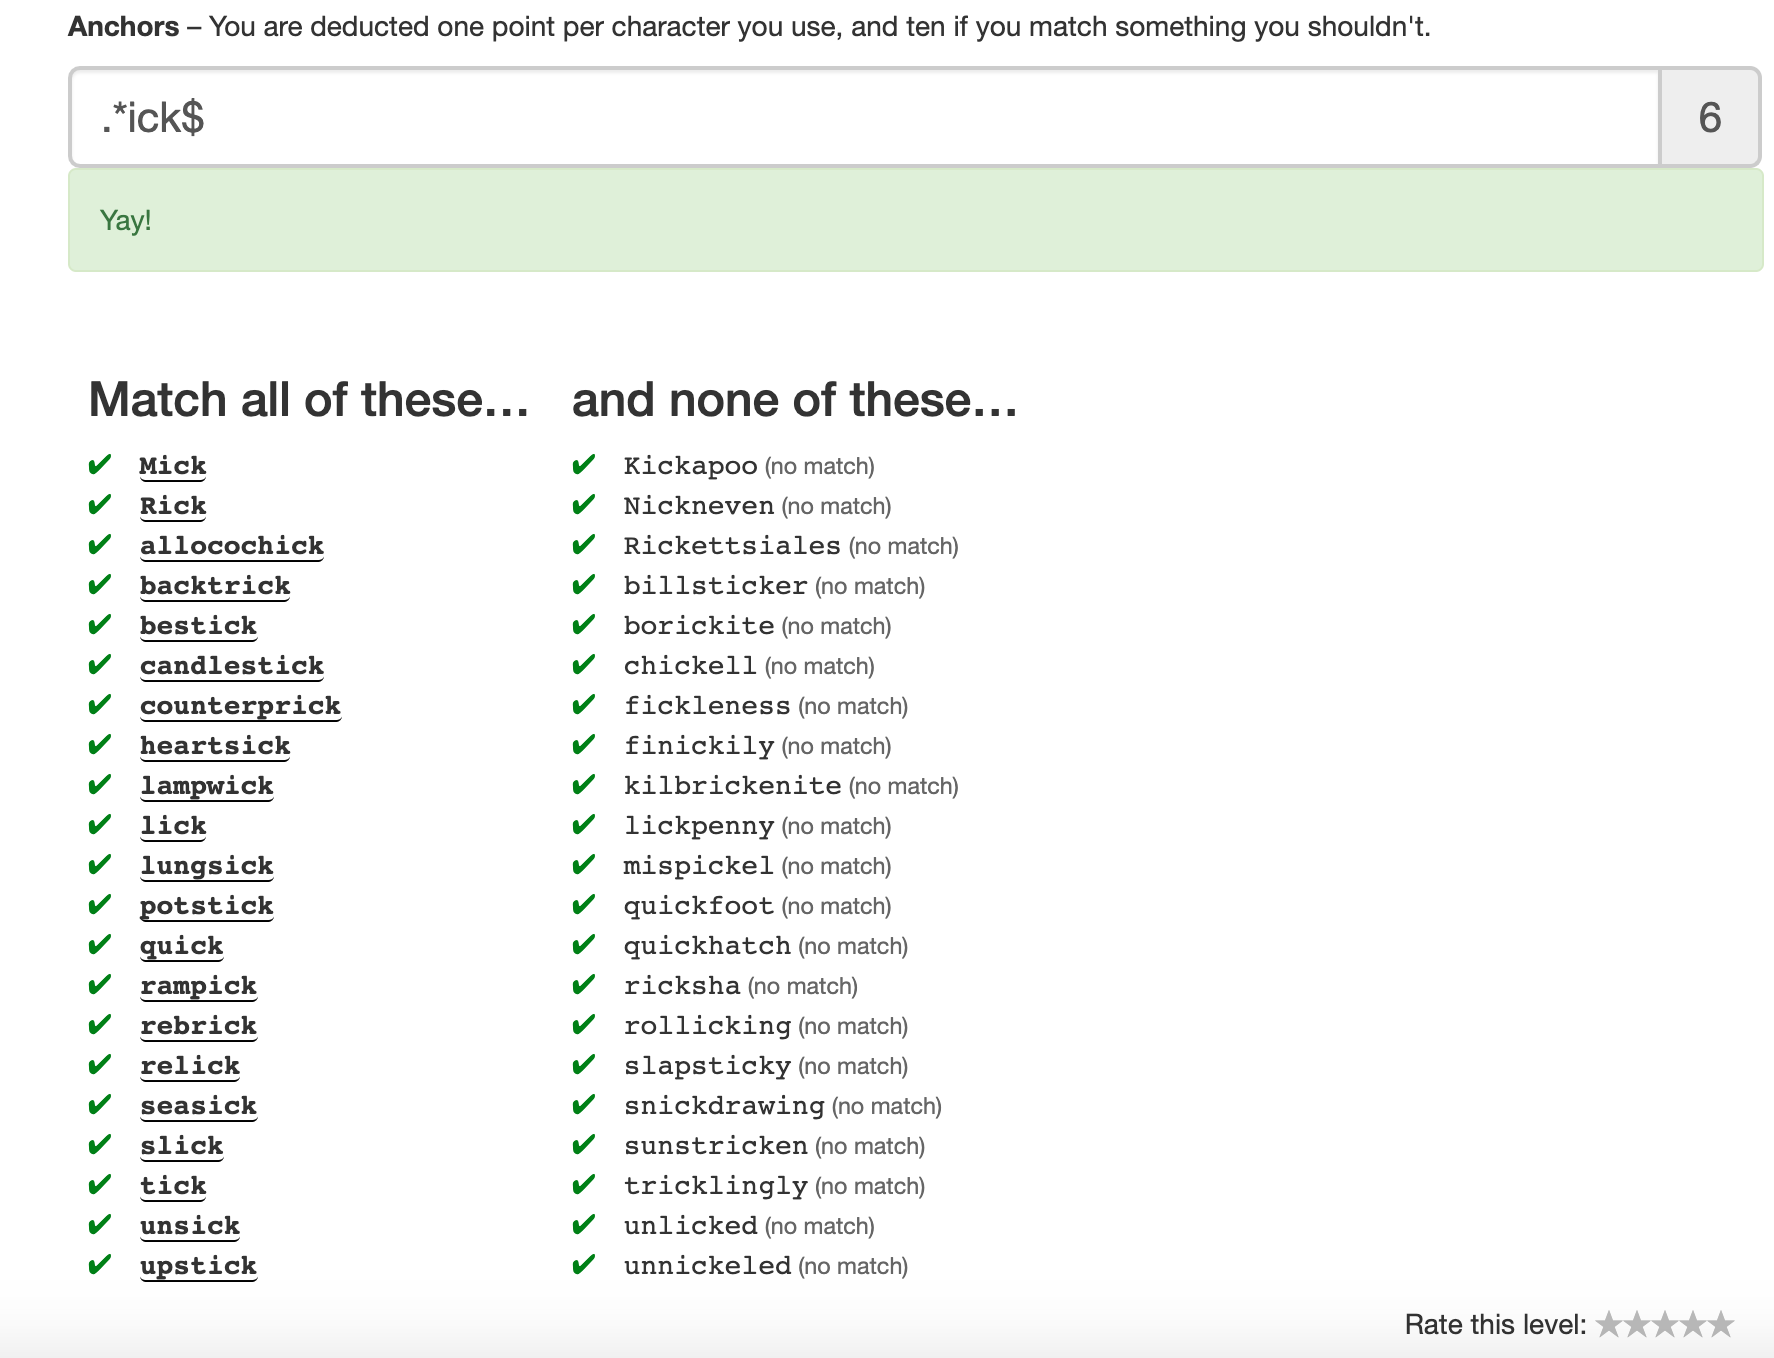 Anchors – You are deducted one point per character you use, and ten if you match something you shouldn't.
.*ick$
6
Yay!
Match all of these…
✔ Mick
✔ Rick
✔ allocochick
✔ backtrick
✔ bestick
✔ candlestick
✔ counterprick
✔ heartsick
✔ lampwick
✔ lick
✔ lungsick
✔ potstick
✔ quick
✔ rampick
✔ rebrick
✔ relick
✔ seasick
✔ slick
✔ tick
✔ unsick
✔ upstick
and none of these…
✔ Kickapoo (no match)
✔ Nickneven (no match)
✔ Rickettsiales (no match)
✔ billsticker (no match)
✔ borickite (no match)
✔ chickell (no match)
✔ fickleness (no match)
✔ finickily (no match)
✔ kilbrickenite (no match)
✔ lickpenny (no match)
✔ mispickel (no match)
✔ quickfoot (no match)
✔ quickhatch (no match)
✔ ricksha (no match)
✔ rollicking (no match)
✔ slapsticky (no match)
✔ snickdrawing (no match)
✔ sunstricken (no match)
✔ tricklingly (no match)
✔ unlicked (no match)
✔ unnickeled (no match)
Rate this level: ★★★★★